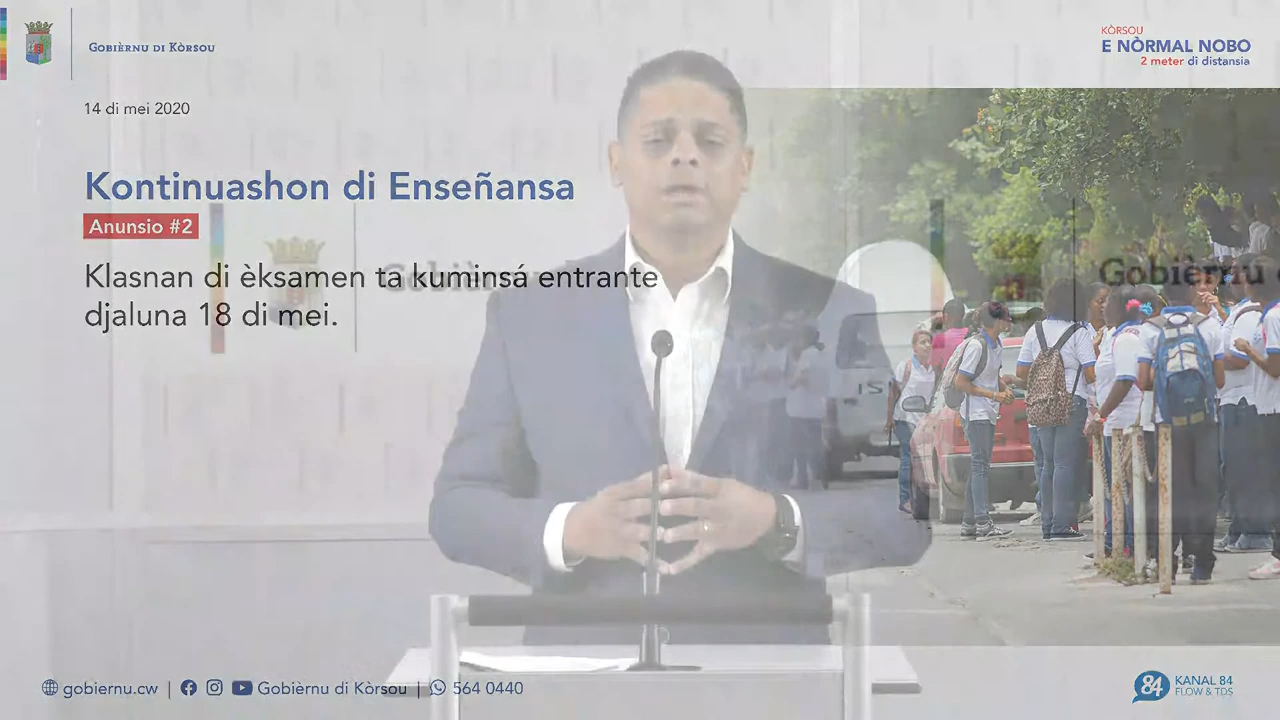 Gobièrnu di Kòrsou
KÒRSOU
E NÒRMAL NOBO
2 meter di distansia
14 di mei 2020
Kontinuashon di Enseñansa
Anunsio #2
Klasnan di èksamen ta kuminsá entrante
djaluna 18 di mei.
Gobièrnu
gobiernu.cw | Gobièrnu di Kòrsou | 564 0440
84
KANAL 84
FLOW & TDS